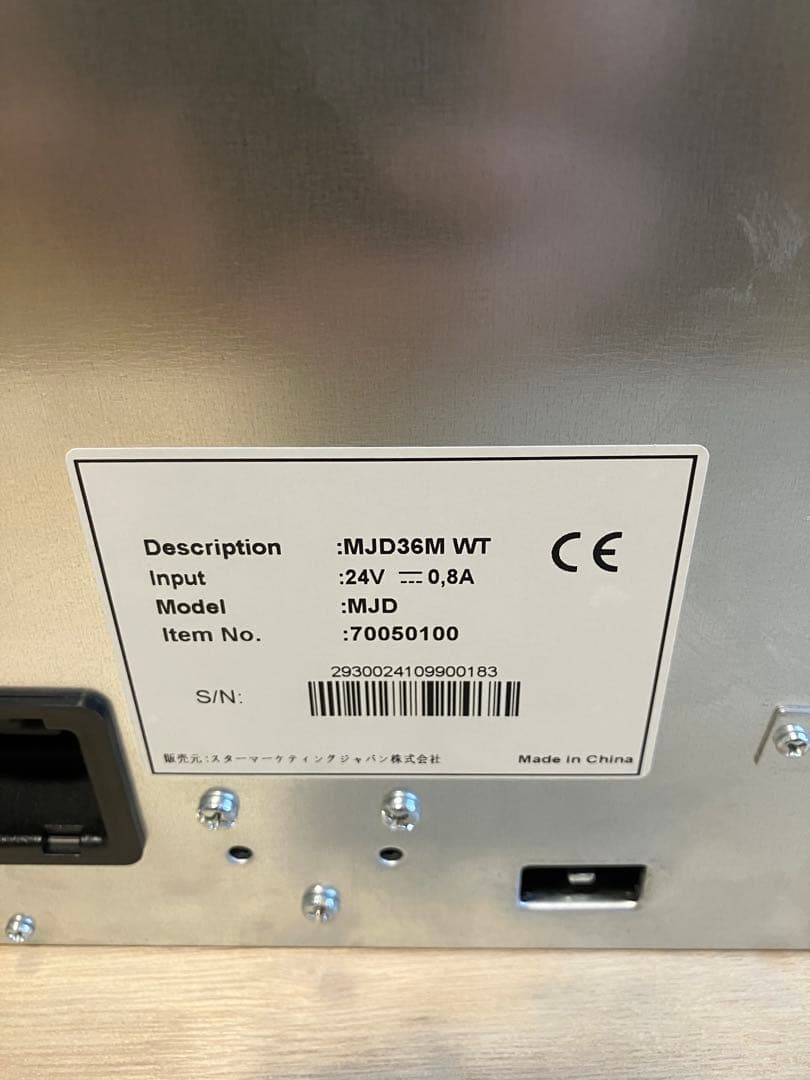 Description :MJD36M WT
Input :24V ⎓ 0,8A
Model :MJD
Item No. :70050100
CE
2930024109900183
S/N:
販売元:スターマーケティングジャパン株式会社
Made in China